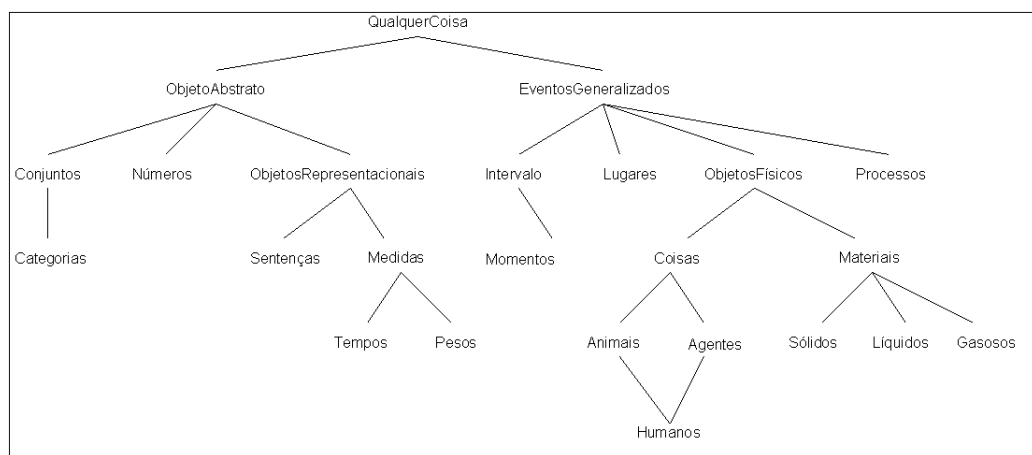 QualquerCoisa
ObjetoAbstrato EventosGeneralizados
Conjuntos Números ObjetosRepresentacionais Intervalo Lugares ObjetosFísicos Processos
Categorias Sentenças Medidas Momentos Coisas Materiais
Tempos Pesos Animais Agentes Sólidos Líquidos Gasosos
Humanos